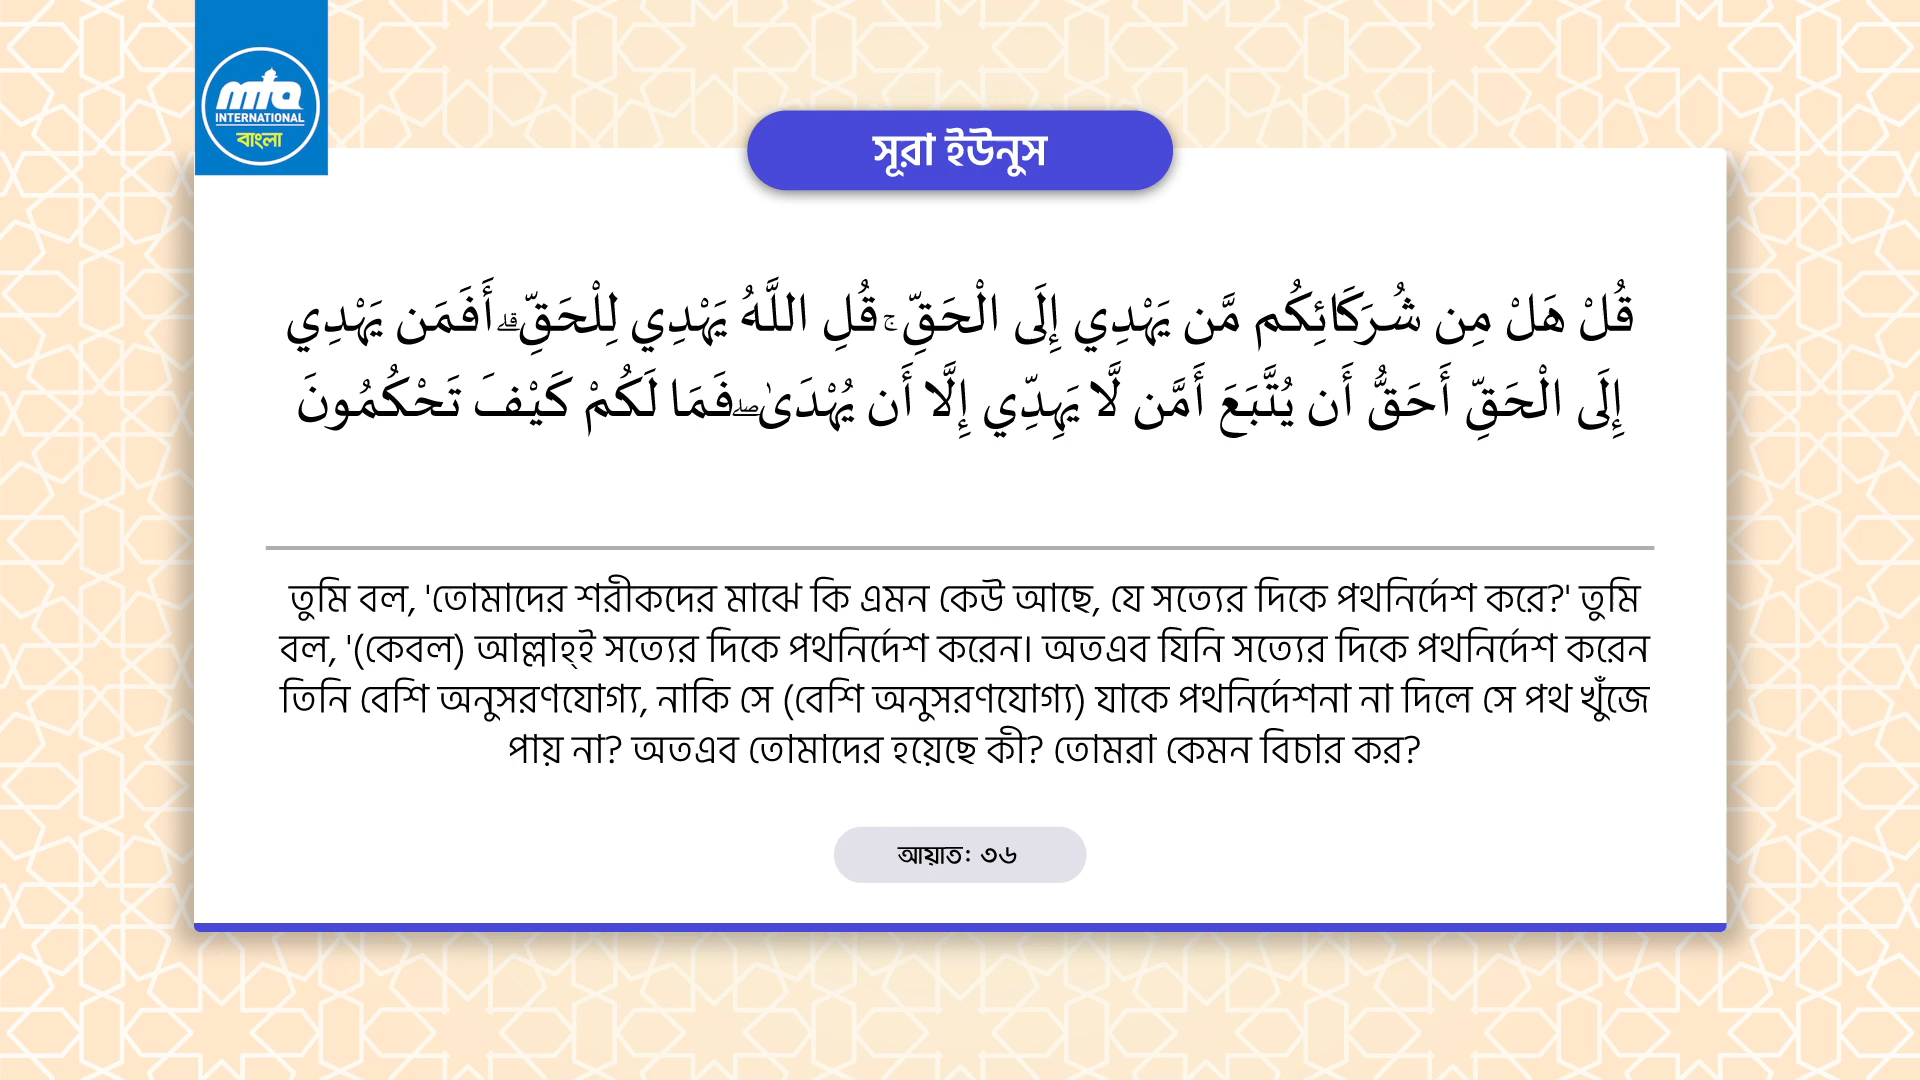 mta
INTERNATIONAL
বাংলা
সূরা ইউনুস
قُلْ هَلْ مِن شُرَكَائِكُم مَّن يَهْدِي إِلَى الْحَقِّ ۚ قُلِ اللَّهُ يَهْدِي لِلْحَقِّ ۗ أَفَمَن يَهْدِي
إِلَى الْحَقِّ أَحَقُّ أَن يُتَّبَعَ أَمَّن لَّا يَهِدِّي إِلَّا أَن يُهْدَىٰ ۖ فَمَا لَكُمْ كَيْفَ تَحْكُمُونَ
তুমি বল, 'তোমাদের শরীকদের মাঝে কি এমন কেউ আছে, যে সত্যের দিকে পথনির্দেশ করে?' তুমি
বল, '(কেবল) আল্লাহ্‌ই সত্যের দিকে পথনির্দেশ করেন। অতএব যিনি সত্যের দিকে পথনির্দেশ করেন
তিনি বেশি অনুসরণযোগ্য, নাকি সে (বেশি অনুসরণযোগ্য) যাকে পথনির্দেশনা না দিলে সে পথ খুঁজে
পায় না? অতএব তোমাদের হয়েছে কী? তোমরা কেমন বিচার কর?
আয়াত: ৩৬